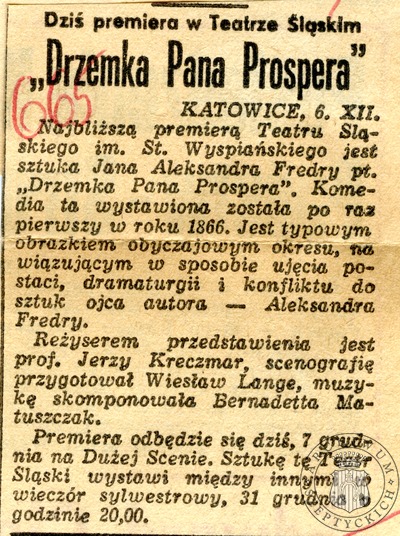 Dziś premiera w Teatrze Śląskim
„Drzemka Pana Prospera”
665
KATOWICE, 6. XII.
Najbliższą premierą Teatru Ślą-
skiego im. St. Wyspiańskiego jest
sztuka Jana Aleksandra Fredry pt.
„Drzemka Pana Prospera”. Kome-
dia ta wystawiona została po raz
pierwszy w roku 1866. Jest typowym
obrazkiem obyczajowym okresu, na
wiązującym w sposobie ujęcia po-
staci, dramaturgii i konfliktu do
sztuk ojca autora — Aleksandra
Fredry.
Reżyserem przedstawienia jest
prof. Jerzy Kreczmar, scenografię
przygotował Wiesław Lange, muzy-
kę skomponowała Bernadetta Ma-
tuszczak.
Premiera odbędzie się dziś, 7 grud-
nia na Dużej Scenie. Sztukę tę Teatr
Śląski wystawi między innymi w
wieczór sylwestrowy, 31 grudnia o
godzinie 20,00.